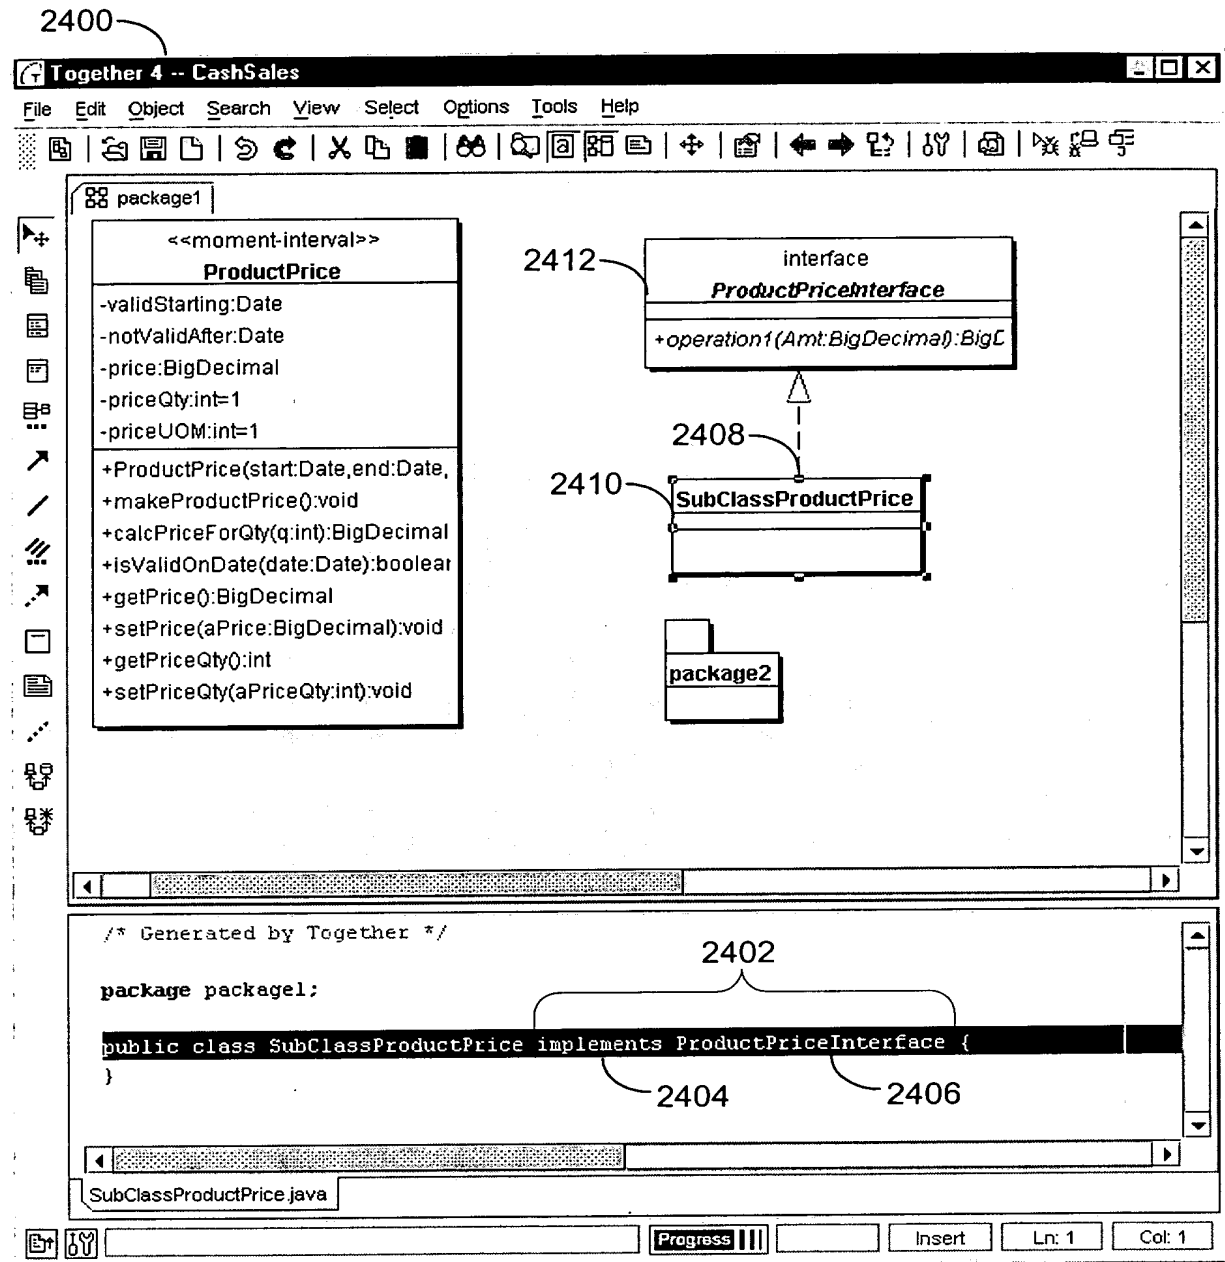 2400
Together 4 -- CashSales
File Edit Object Search View Select Options Tools Help
package1
<<moment-interval>>
ProductPrice
-validStarting:Date
-notValidAfter:Date
-price:BigDecimal
-priceQty:int=1
-priceUOM:int=1
+ProductPrice(start:Date,end:Date,
+makeProductPrice():void
+calcPriceForQty(q:int):BigDecimal
+isValidOnDate(date:Date):boolear
+getPrice():BigDecimal
+setPrice(aPrice:BigDecimal):void
+getPriceQty():int
+setPriceQty(aPriceQty:int):void
2412
interface
ProductPriceInterface
+operation1(Amt:BigDecimal):BigD
2408
2410
SubClassProductPrice
package2
/* Generated by Together */
2402
package package1;
public class SubClassProductPrice implements ProductPriceInterface {
}
2404
2406
SubClassProductPrice.java
Progress
Insert
Ln: 1
Col: 1